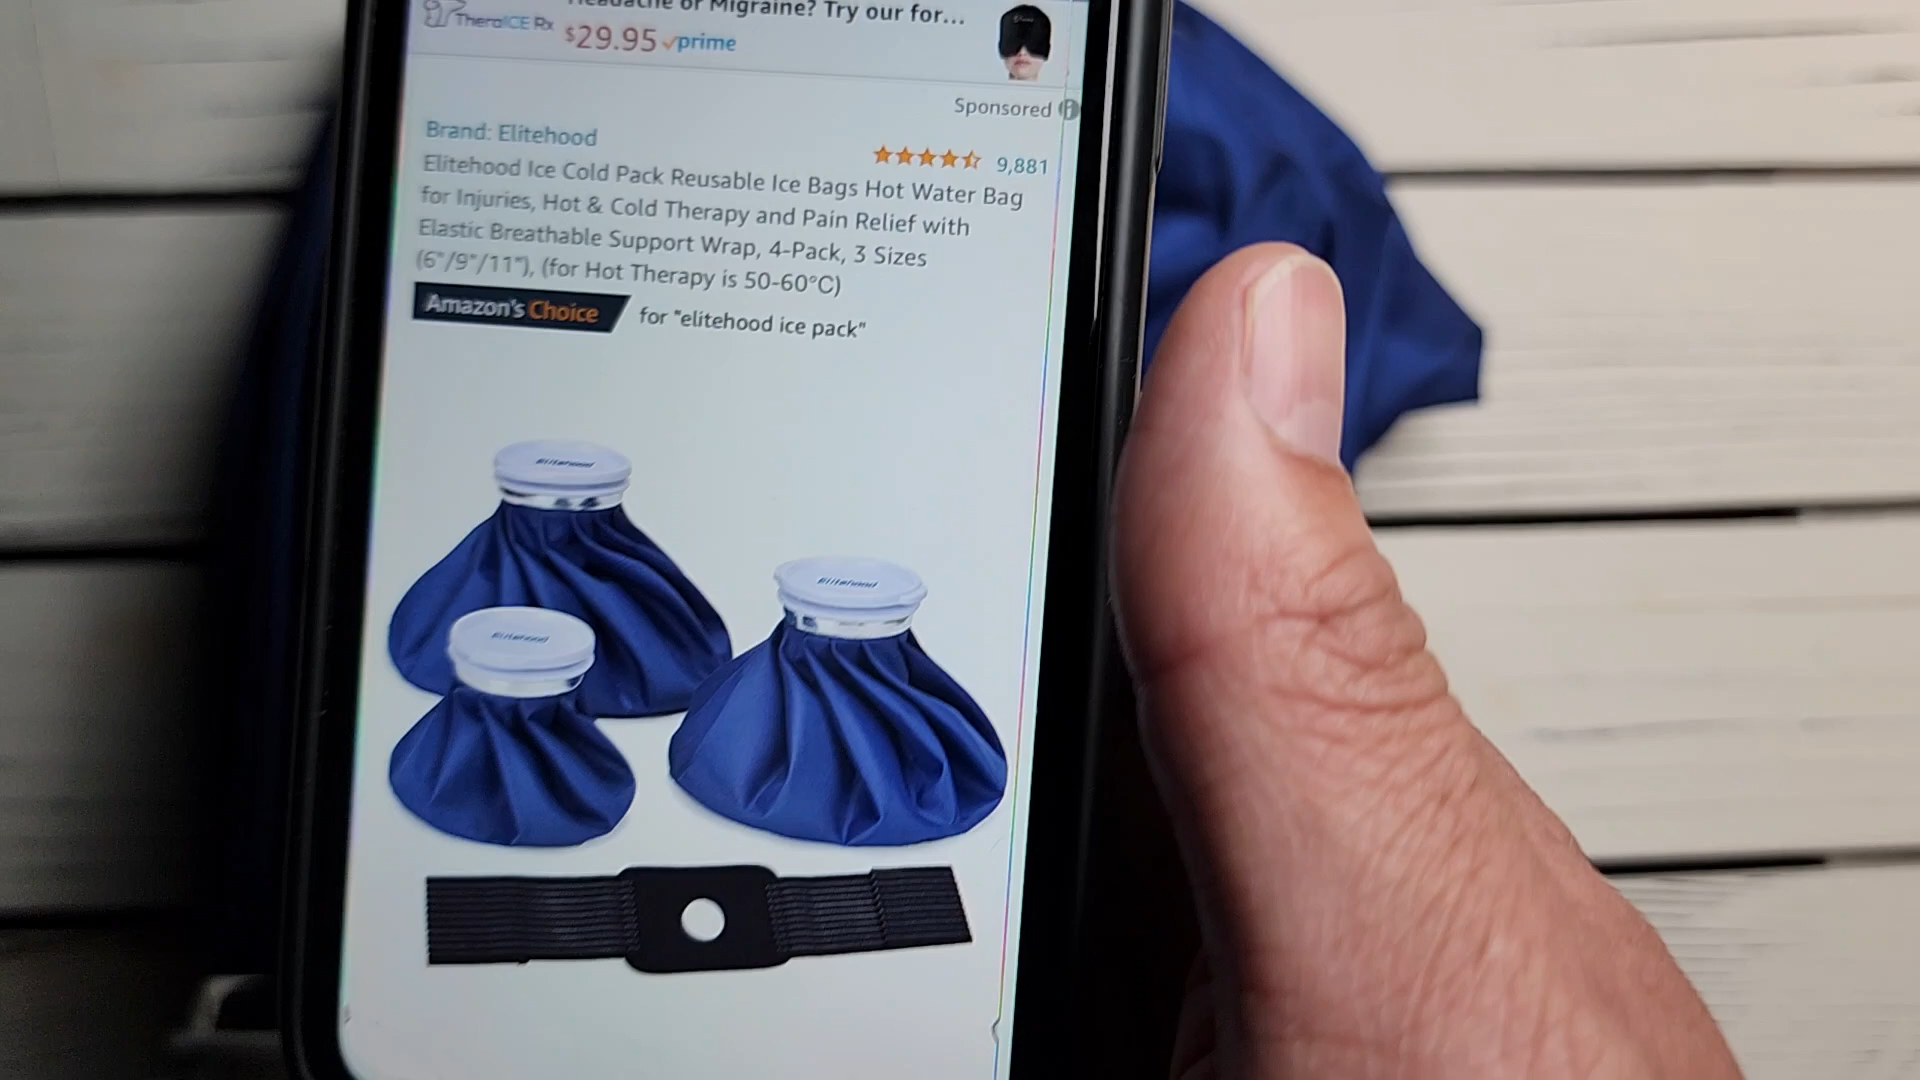 Headache or Migraine? Try our for...
TheraICE Rx
$29.95 prime
Sponsored
Brand: Elitehood
9,881
Elitehood Ice Cold Pack Reusable Ice Bags Hot Water Bag
for Injuries, Hot & Cold Therapy and Pain Relief with
Elastic Breathable Support Wrap, 4-Pack, 3 Sizes
(6"/9"/11"), (for Hot Therapy is 50-60°C)
Amazon's Choice for "elitehood ice pack"
Elitehood
Elitehood
Elitehood